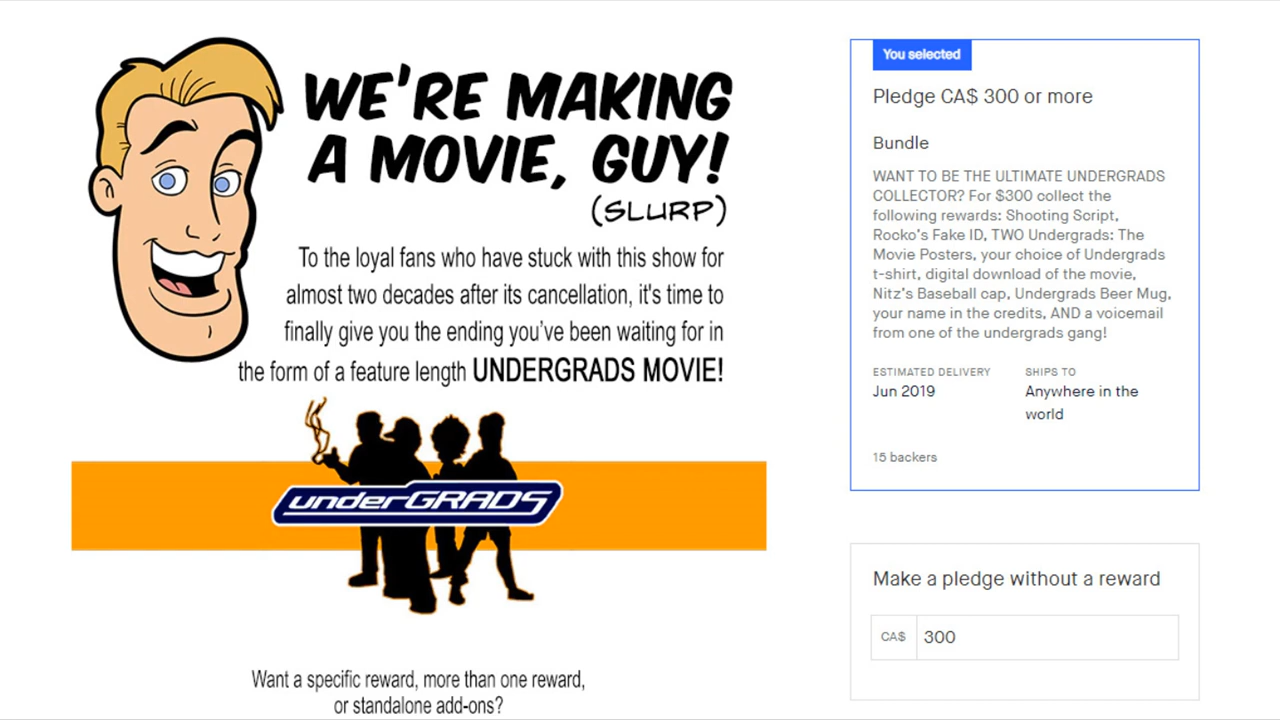 WE'RE MAKING
A MOVIE, GUY!
(SLURP)
To the loyal fans who have stuck with this show for
almost two decades after its cancellation, it's time to
finally give you the ending you've been waiting for in
the form of a feature length UNDERGRADS MOVIE!
underGRADS
Want a specific reward, more than one reward,
or standalone add-ons?
You selected
Pledge CA$ 300 or more
Bundle
WANT TO BE THE ULTIMATE UNDERGRADS
COLLECTOR? For $300 collect the
following rewards: Shooting Script,
Rocko's Fake ID, TWO Undergrads: The
Movie Posters, your choice of Undergrads
t-shirt, digital download of the movie,
Nitz's Baseball cap, Undergrads Beer Mug,
your name in the credits, AND a voicemail
from one of the undergrads gang!
ESTIMATED DELIVERY
Jun 2019
SHIPS TO
Anywhere in the
world
15 backers
Make a pledge without a reward
CA$ 300